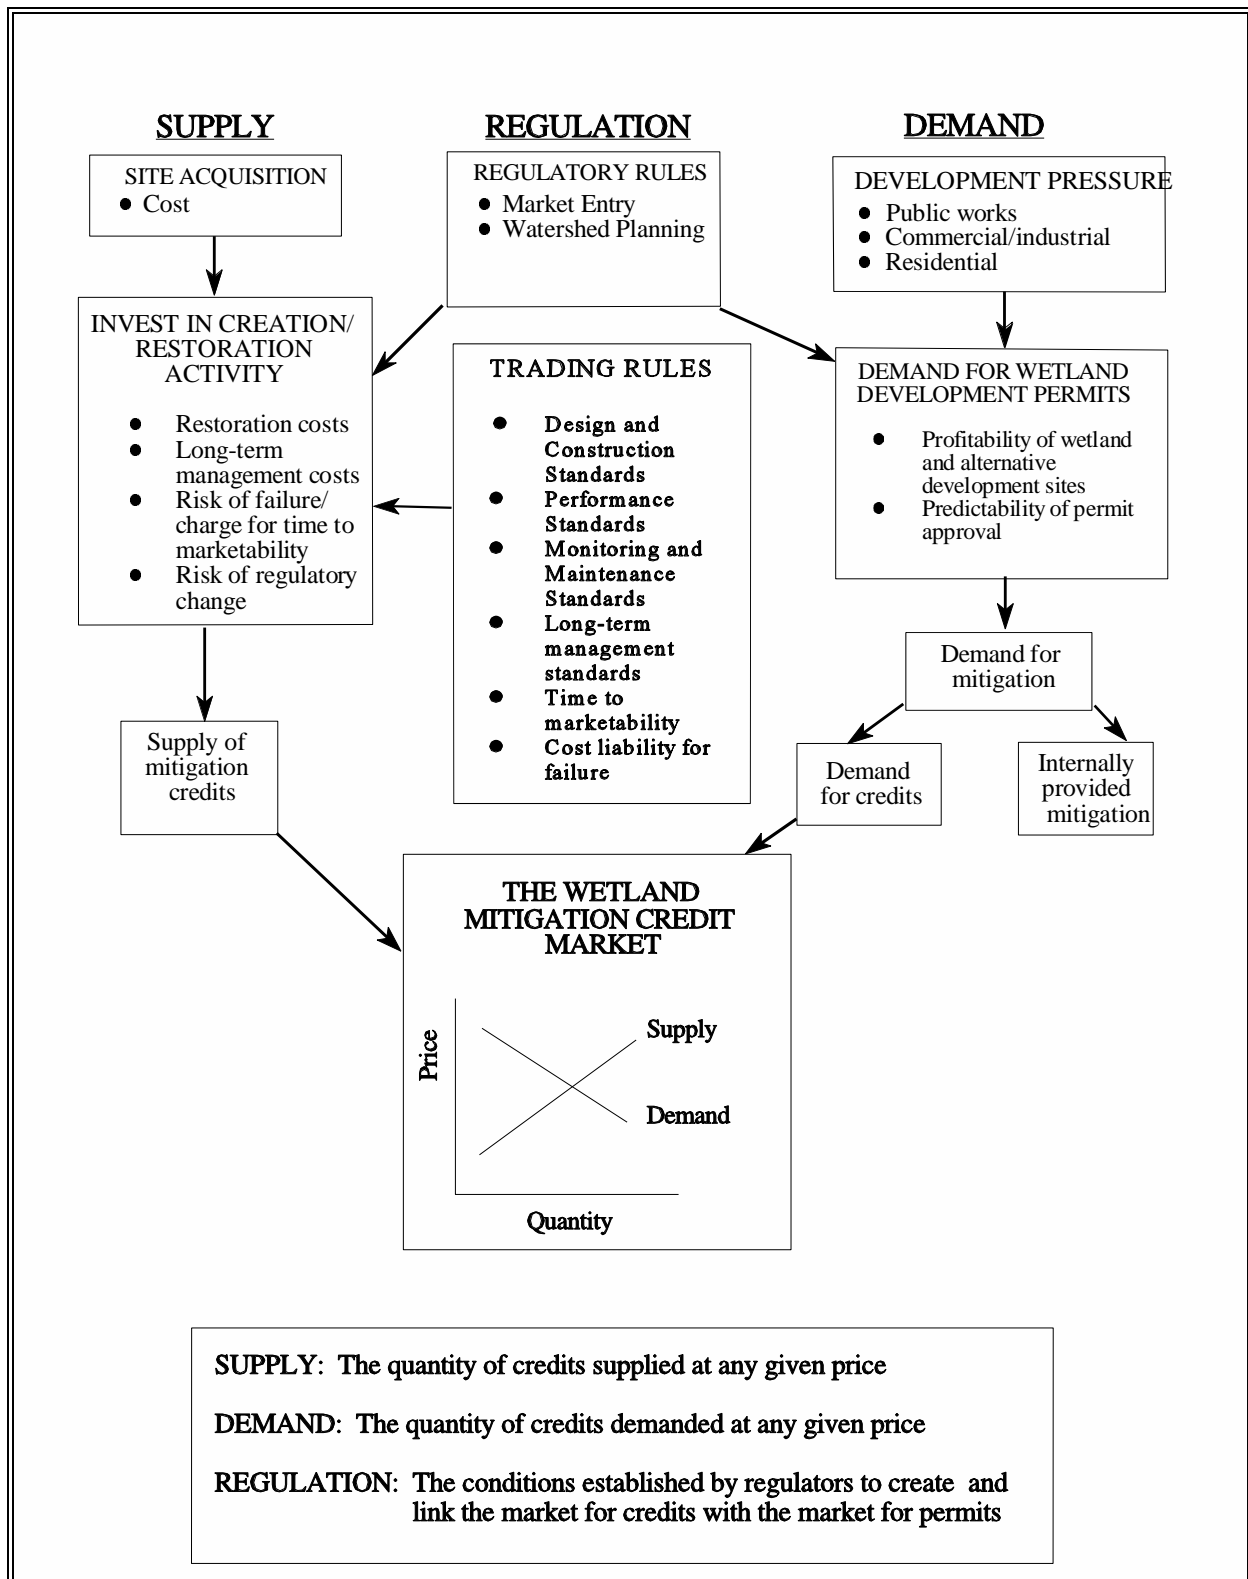 SUPPLY
SITE ACQUISITION
● Cost
INVEST IN CREATION/
RESTORATION
ACTIVITY
● Restoration costs
● Long-term
management costs
● Risk of failure/
charge for time to
marketability
● Risk of regulatory
change
Supply of
mitigation
credits
REGULATION
REGULATORY RULES
● Market Entry
● Watershed Planning
TRADING RULES
● Design and
Construction
Standards
● Performance
Standards
● Monitoring and
Maintenance
Standards
● Long-term
management
standards
● Time to
marketability
● Cost liability for
failure
DEMAND
DEVELOPMENT PRESSURE
● Public works
● Commercial/industrial
● Residential
DEMAND FOR WETLAND
DEVELOPMENT PERMITS
● Profitability of wetland
and alternative
development sites
● Predictability of permit
approval
Demand for
mitigation
Demand
for credits
Internally
provided
mitigation
THE WETLAND
MITIGATION CREDIT
MARKET
Price
Supply
Demand
Quantity
SUPPLY: The quantity of credits supplied at any given price
DEMAND: The quantity of credits demanded at any given price
REGULATION: The conditions established by regulators to create and
link the market for credits with the market for permits